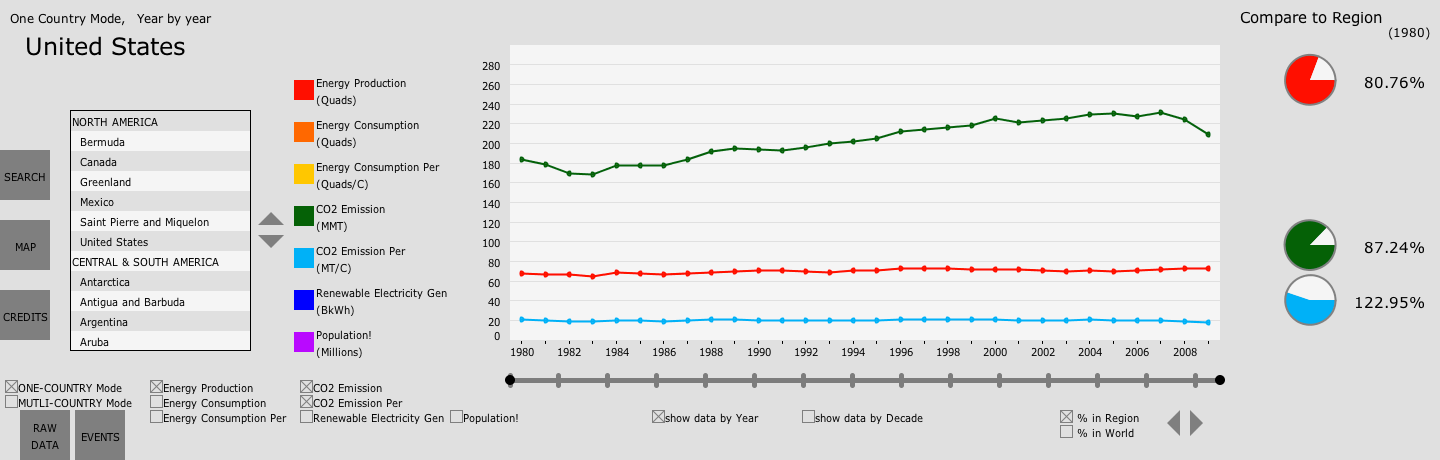 One Country Mode,   Year by year
United States
Compare to Region
(1980)
SEARCH
MAP
CREDITS
NORTH AMERICA
Bermuda
Canada
Greenland
Mexico
Saint Pierre and Miquelon
United States
CENTRAL & SOUTH AMERICA
Antarctica
Antigua and Barbuda
Argentina
Aruba
Energy Production
(Quads)
Energy Consumption
(Quads)
Energy Consumption Per
(Quads/C)
CO2 Emission
(MMT)
CO2 Emission Per
(MT/C)
Renewable Electricity Gen
(BkWh)
Population!
(Millions)
280
260
240
220
200
180
160
140
120
100
80
60
40
20
0
1980 1982 1984 1986 1988 1990 1992 1994 1996 1998 2000 2002 2004 2006 2008
80.76%
87.24%
122.95%
ONE-COUNTRY Mode
MUTLI-COUNTRY Mode
Energy Production
Energy Consumption
Energy Consumption Per
CO2 Emission
CO2 Emission Per
Renewable Electricity Gen
Population!
show data by Year
show data by Decade
% in Region
% in World
RAW
DATA
EVENTS